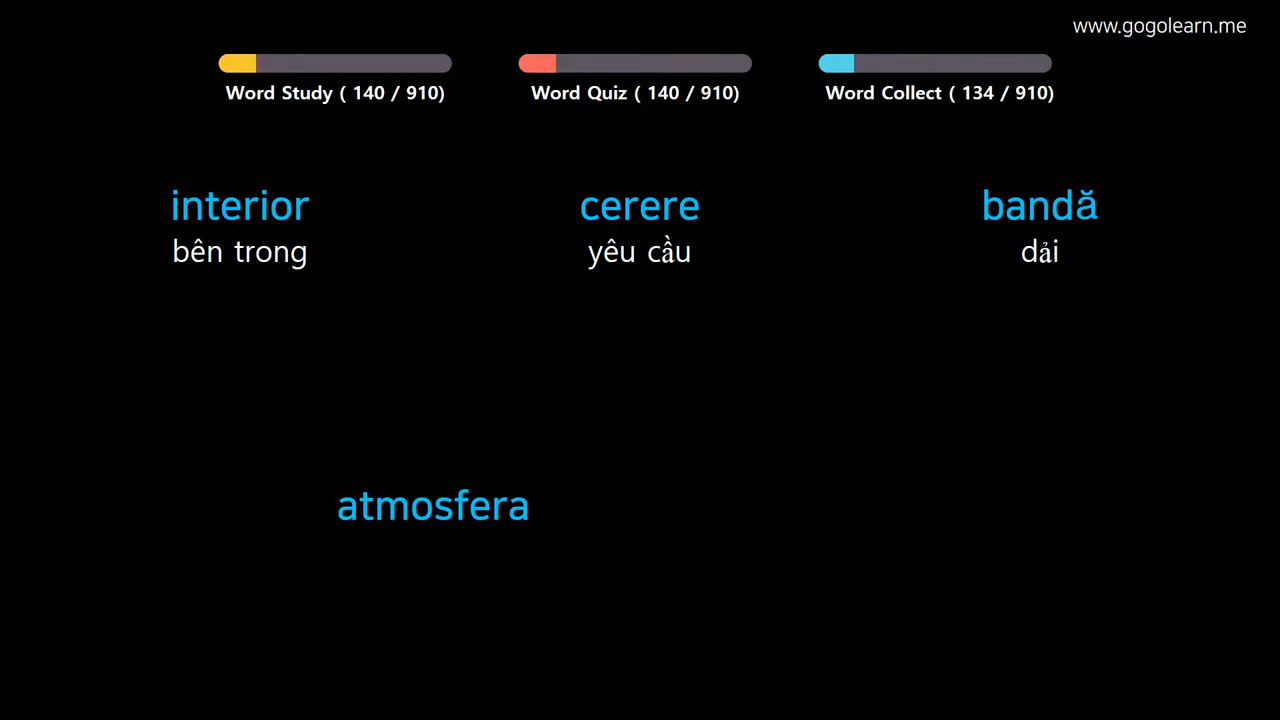 www.gogolearn.me
Word Study ( 140 / 910)
Word Quiz ( 140 / 910)
Word Collect ( 134 / 910)
interior
cerere
bandă
bên trong
yêu cầu
dải
atmosfera